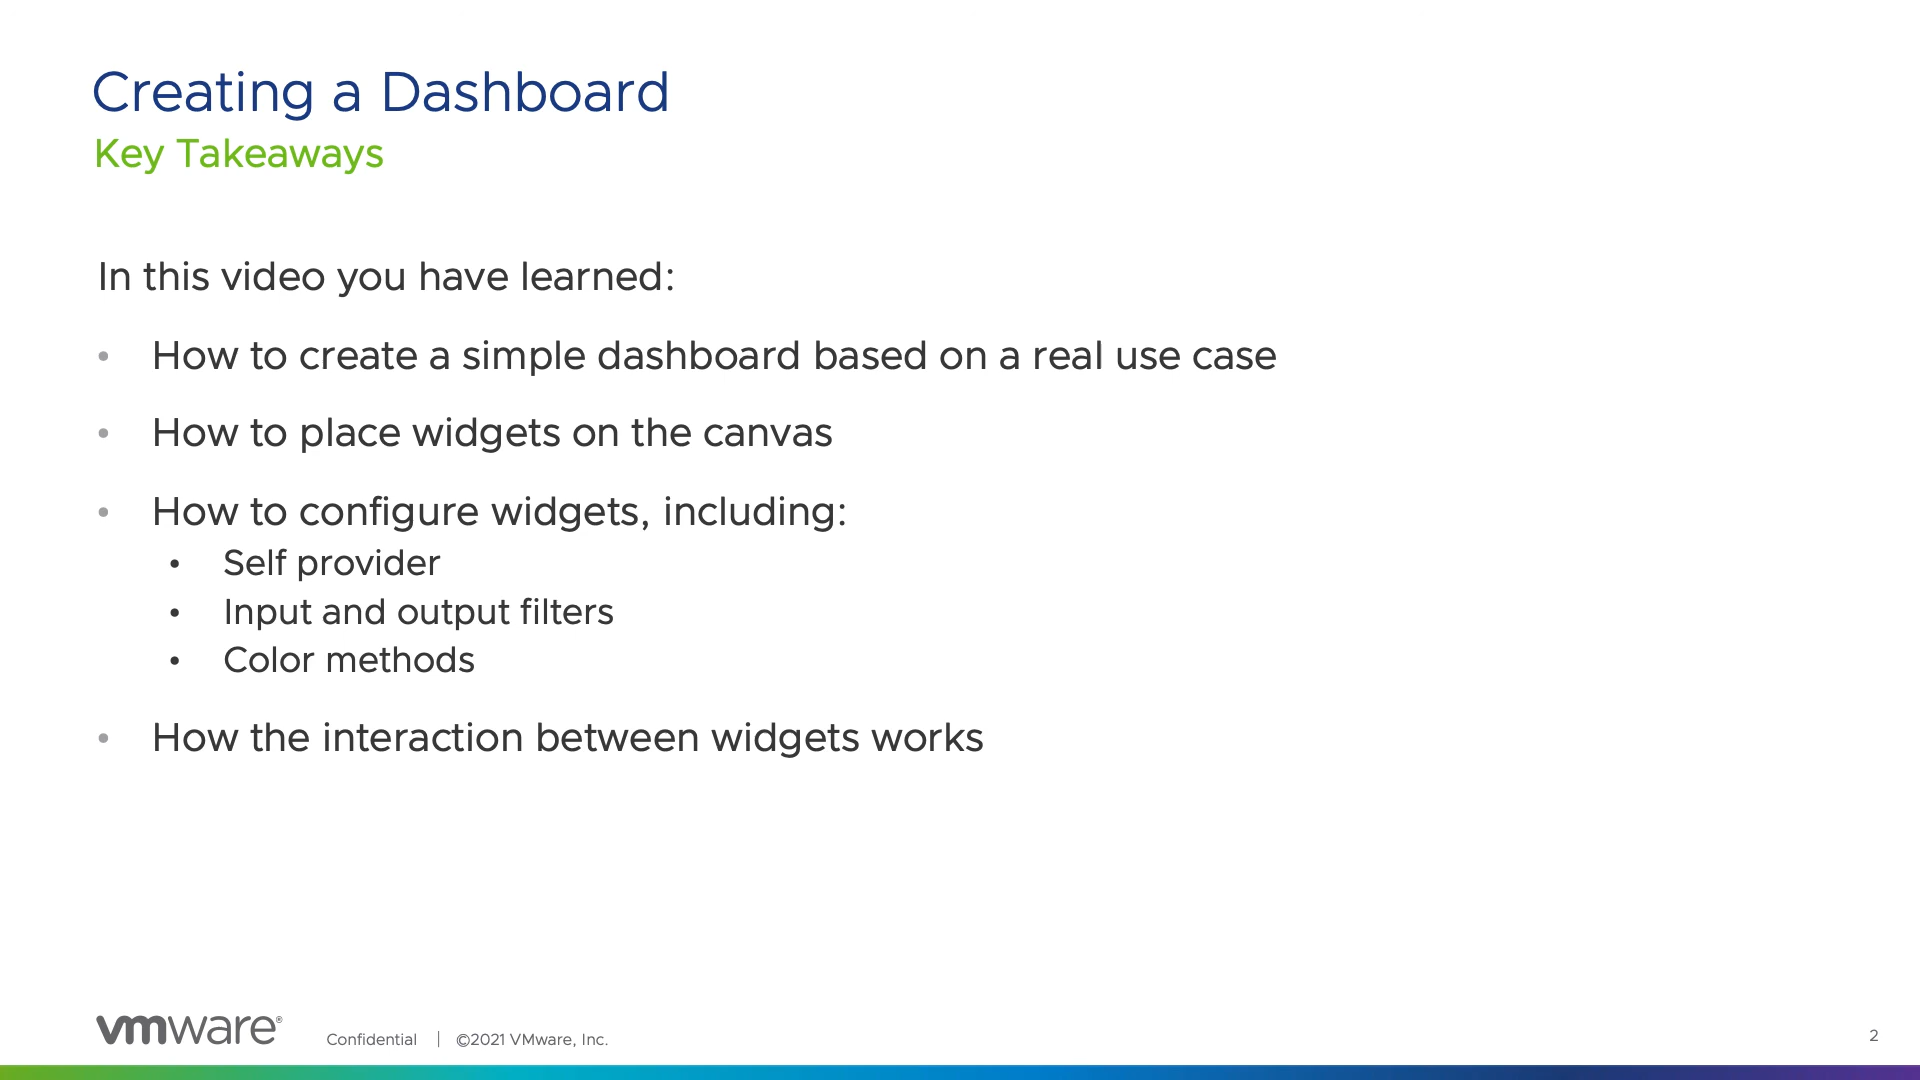 Creating a Dashboard
Key Takeaways
In this video you have learned:
• How to create a simple dashboard based on a real use case
• How to place widgets on the canvas
• How to configure widgets, including:
• Self provider
• Input and output filters
• Color methods
• How the interaction between widgets works
vmware® Confidential | ©2021 VMware, Inc. 2